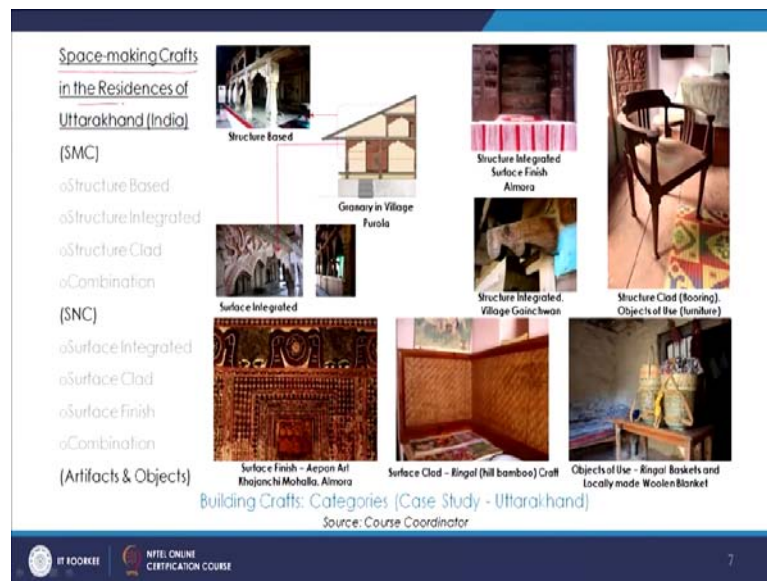 Space-making Crafts
in the Residences of
Uttarakhand (India)
(SMC)
oStructure Based
oStructure Integrated
oStructure Clad
oCombination
(SNC)
oSurface Integrated
oSurface Clad
oSurface Finish
oCombination
(Artifacts & Objects)
Structure Based
Granary in Village
Purola
Surface Integrated
Structure Integrated
Surface Finish
Almora
Structure Integrated.
Village Gainchwan
Structure Clad (flooring).
Objects of Use (furniture)
Surface Finish – Aepan Art
Khajanchi Mohalla. Almora
Surface Clad – Ringal (hill bamboo) Craft
Objects of Use – Ringal Baskets and
Locally made Woolen Blanket
Building Crafts: Categories (Case Study - Uttarakhand)
Source: Course Coordinator
IIT ROORKEE
NPTEL ONLINE
CERTIFICATION COURSE
7